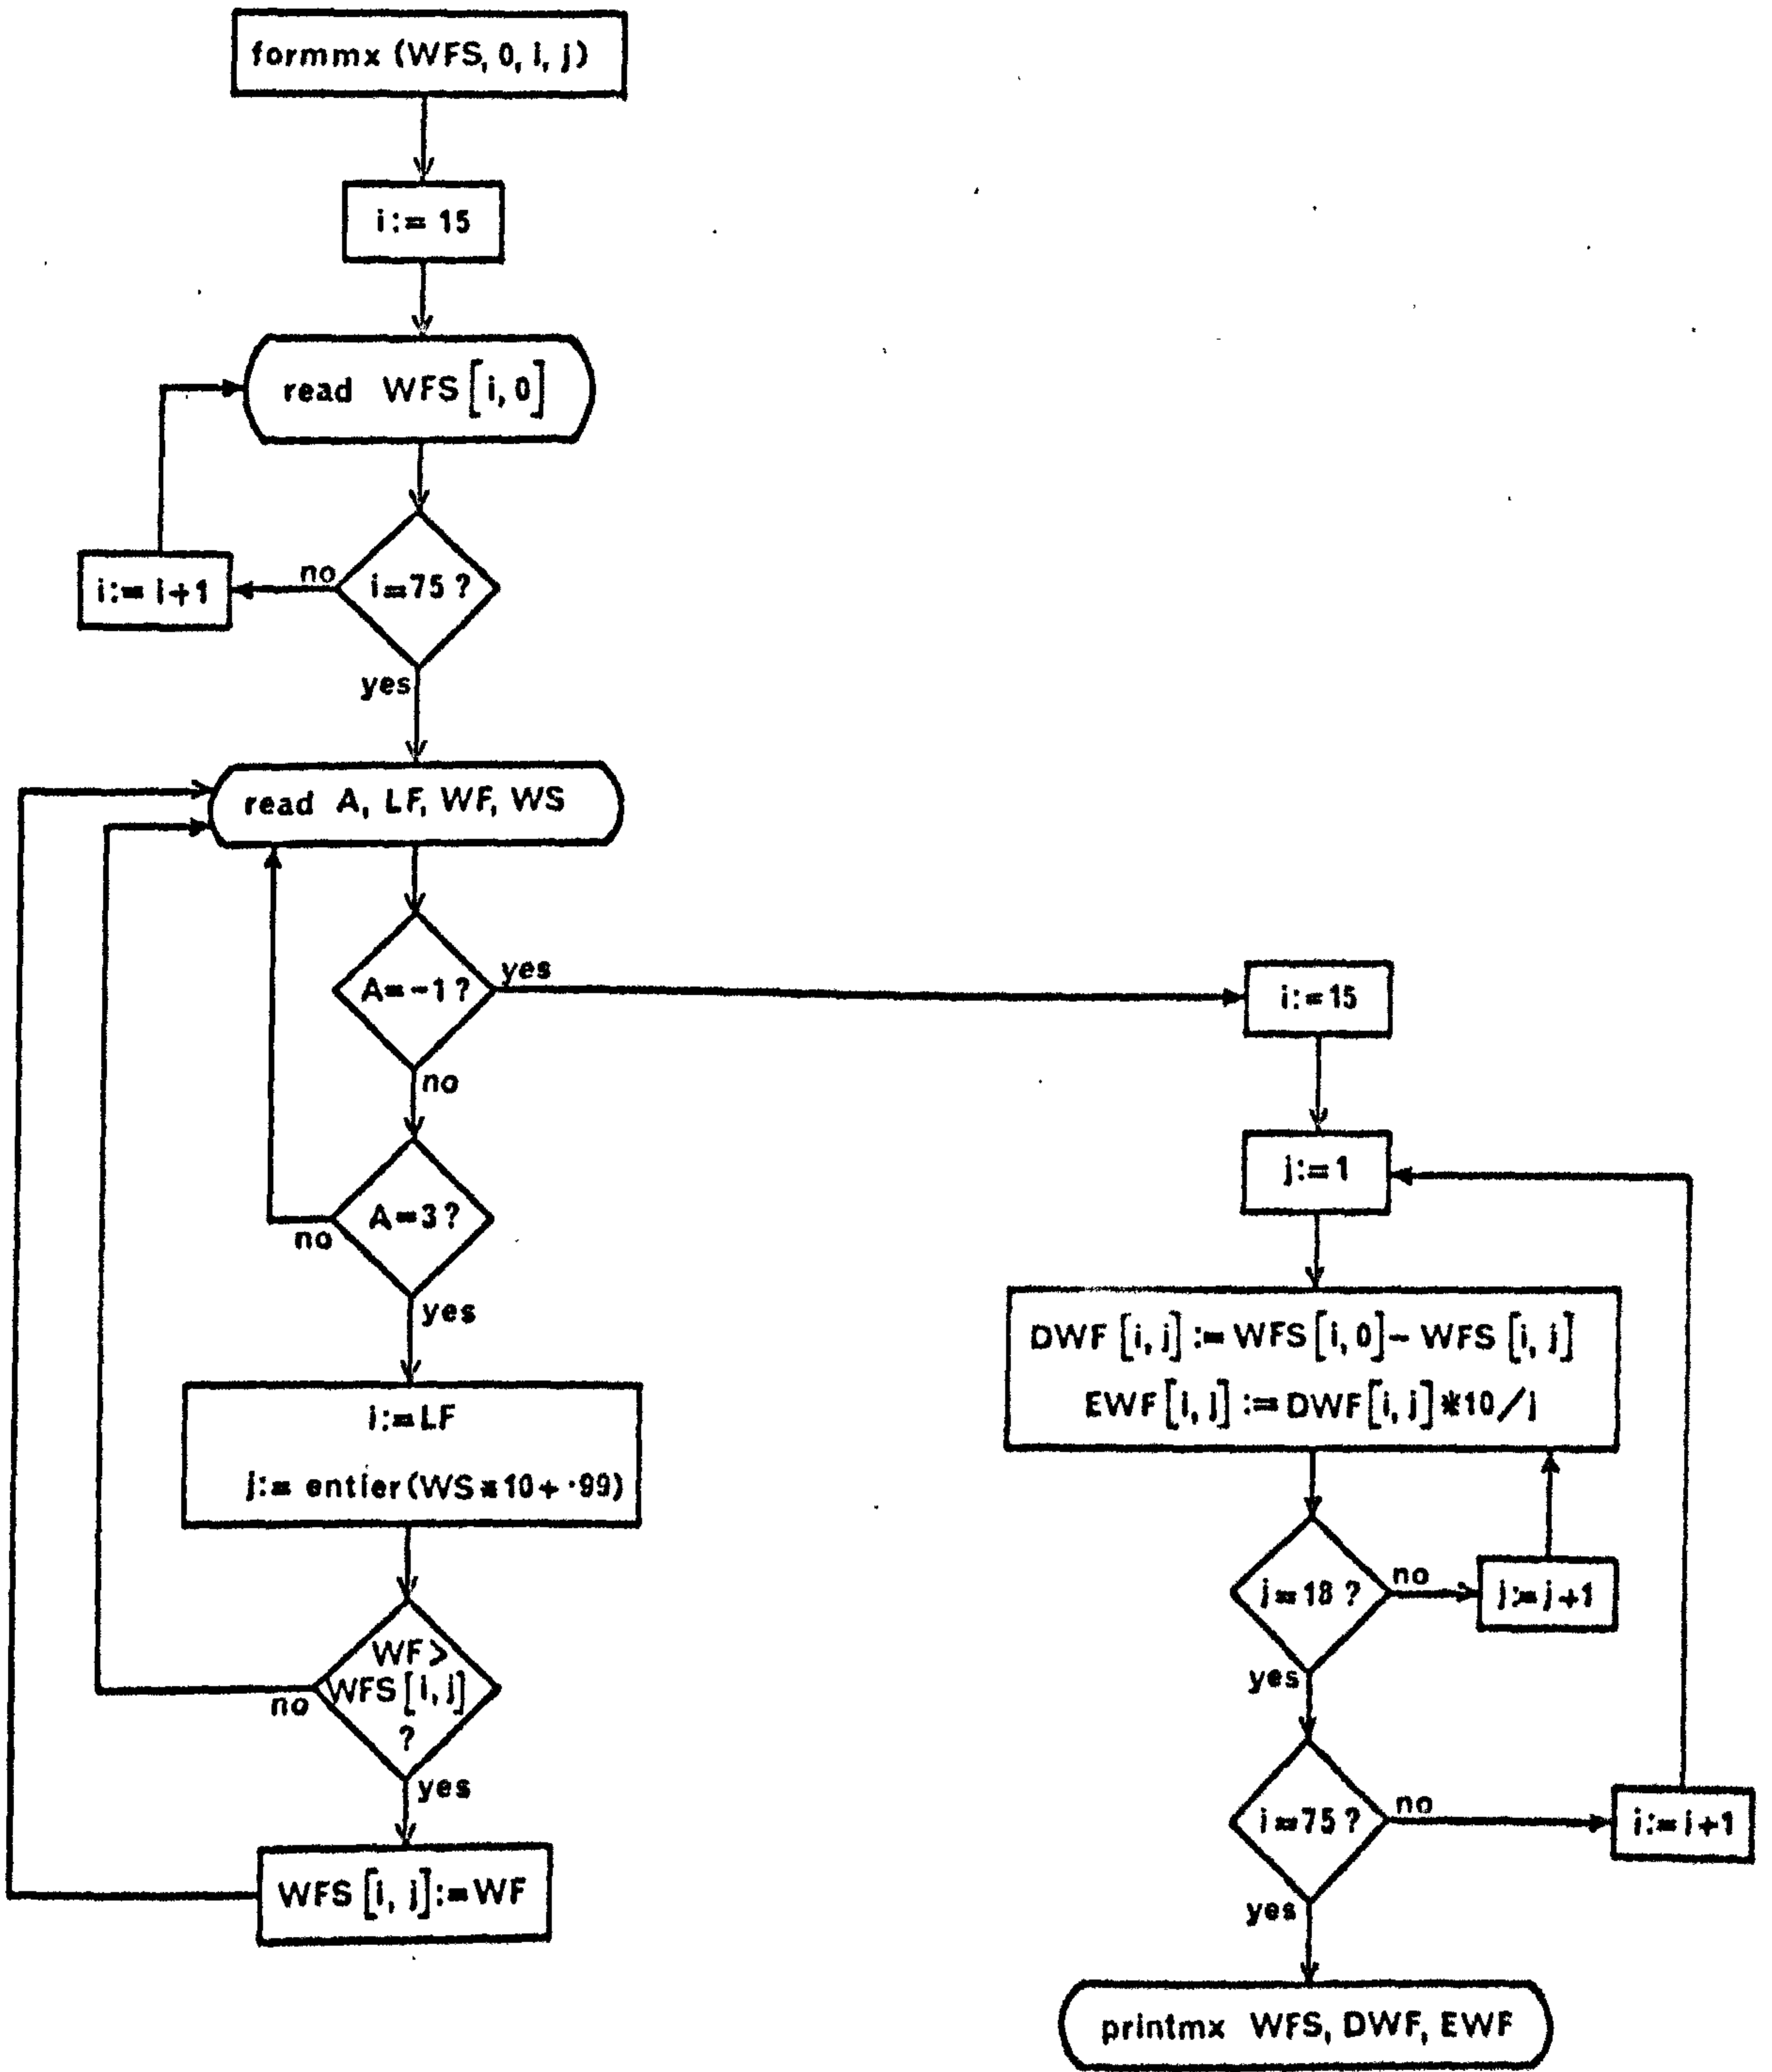 formmx (WFS, 0, i, j)
i:= 15
read WFS [i, 0]
i=75 ?
no
i:= i+1
yes
read A, LF, WF, WS
A=-1 ?
yes
no
A=3 ?
no
yes
i:= LF
j:= entier(WS*10+·99)
WF >
WFS [i, j]
?
no
yes
WFS [i, j]:= WF
i:=15
j:=1
DWF [i, j] := WFS [i, 0] - WFS [i, j]
EWF [i, j] := DWF [i, j] *10/j
j=18 ?
no
j:=j+1
yes
i=75 ?
no
i:=i+1
yes
printmx WFS, DWF, EWF